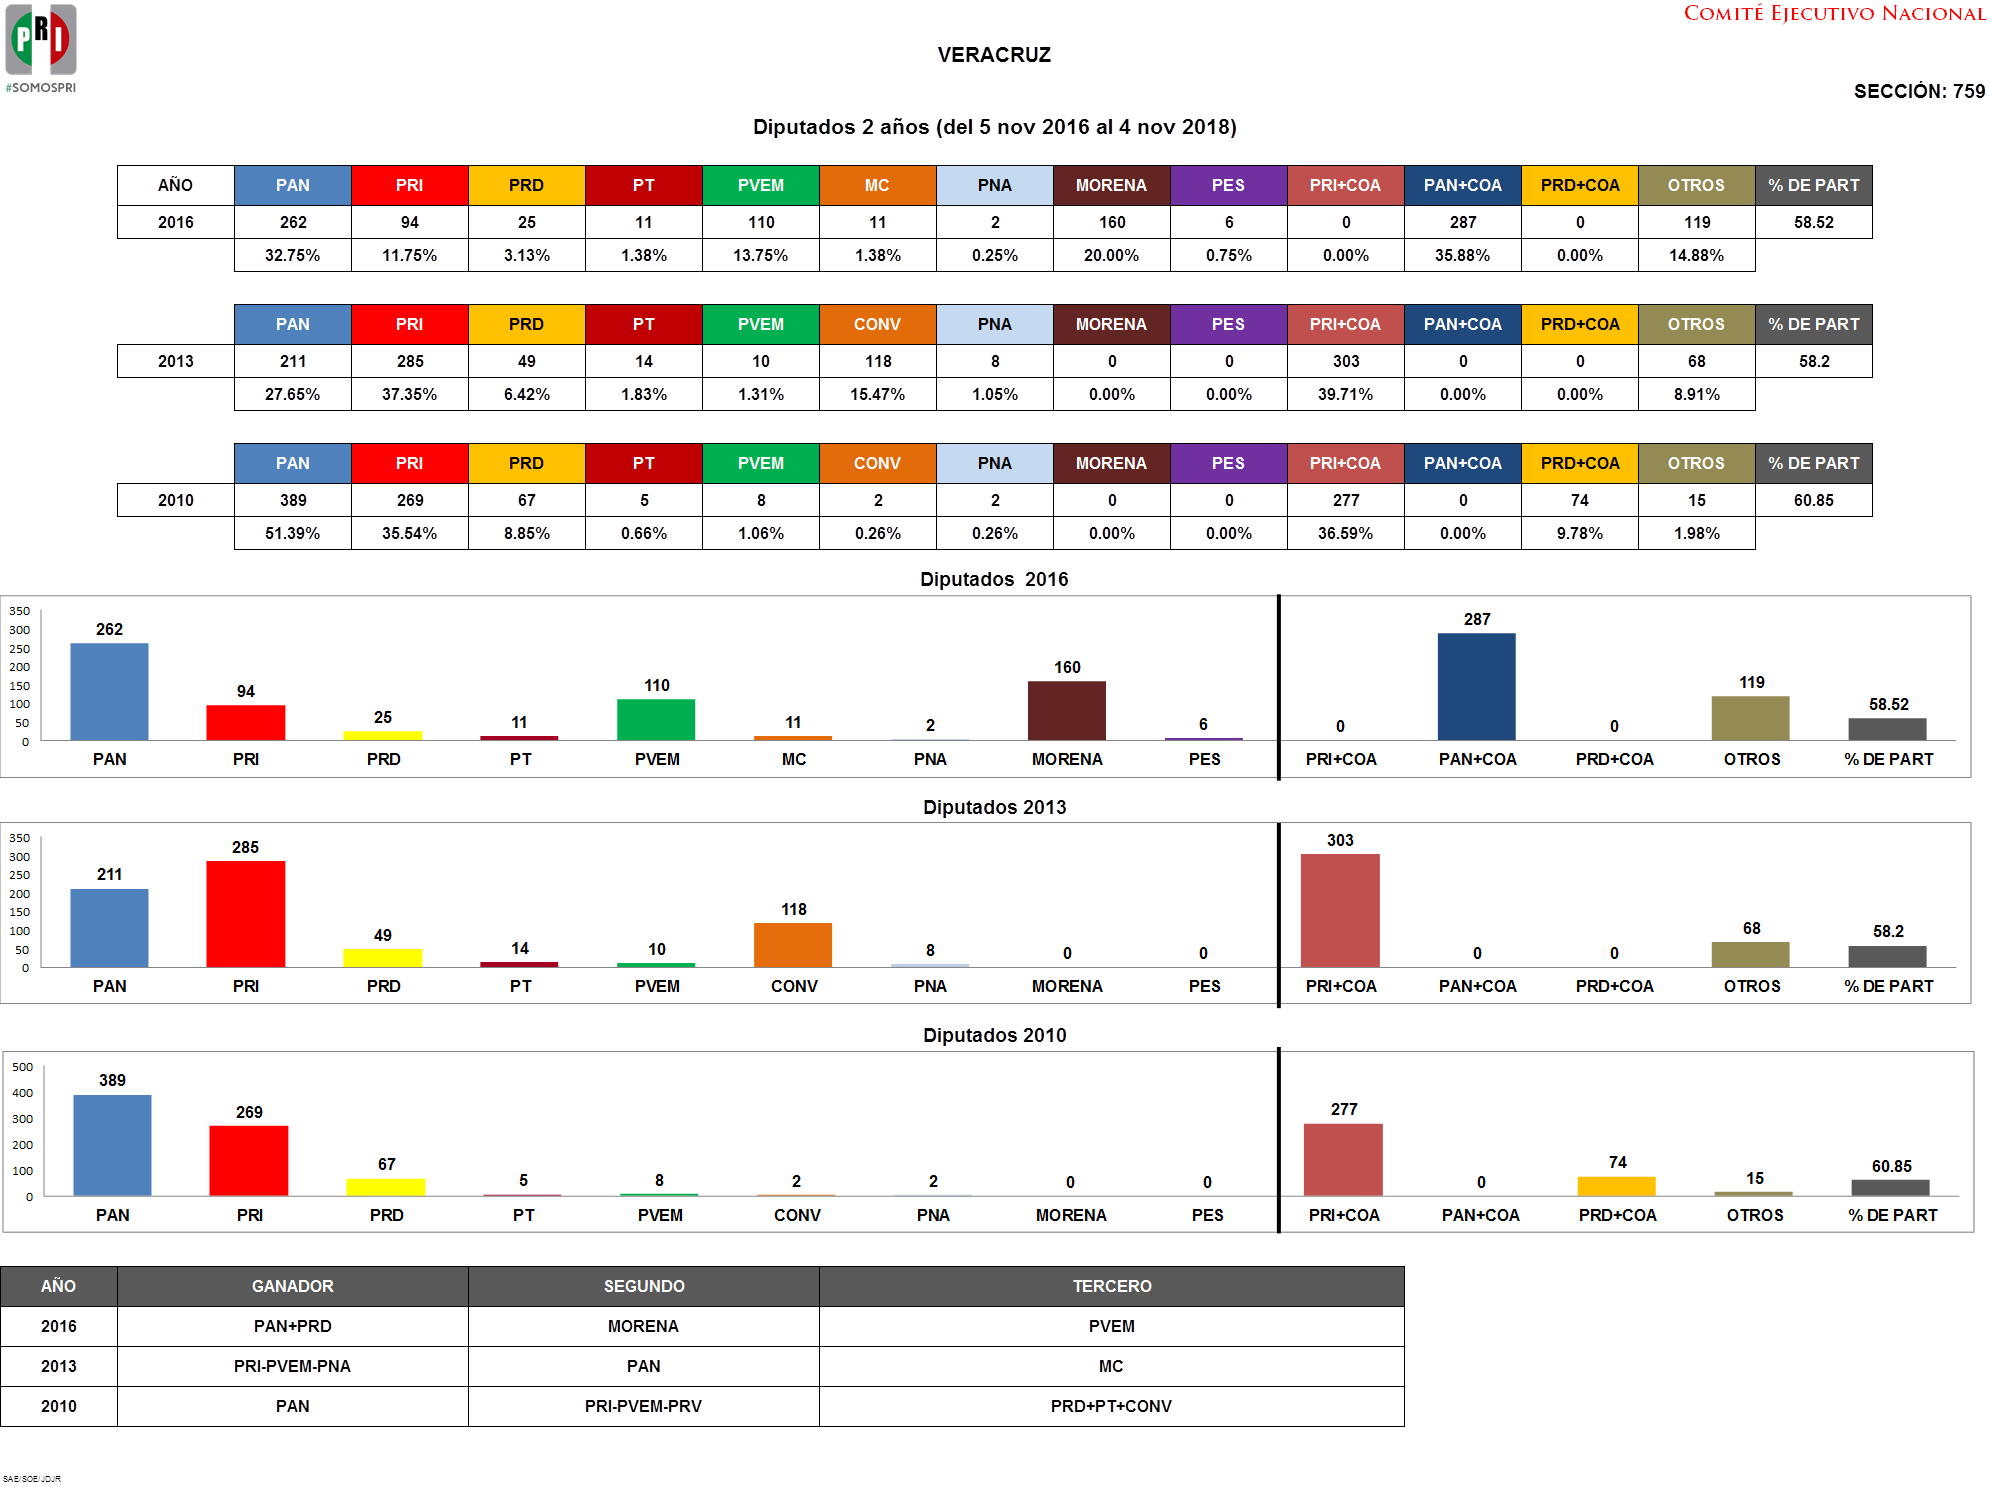 PRI
#SOMOSPRI
COMITÉ EJECUTIVO NACIONAL
VERACRUZ
SECCIÓN: 759
Diputados 2 años (del 5 nov 2016 al 4 nov 2018)
AÑO PAN PRI PRD PT PVEM MC PNA MORENA PES PRI+COA PAN+COA PRD+COA OTROS % DE PART
2016 262 94 25 11 110 11 2 160 6 0 287 0 119 58.52
32.75% 11.75% 3.13% 1.38% 13.75% 1.38% 0.25% 20.00% 0.75% 0.00% 35.88% 0.00% 14.88%
PAN PRI PRD PT PVEM CONV PNA MORENA PES PRI+COA PAN+COA PRD+COA OTROS % DE PART
2013 211 285 49 14 10 118 8 0 0 303 0 0 68 58.2
27.65% 37.35% 6.42% 1.83% 1.31% 15.47% 1.05% 0.00% 0.00% 39.71% 0.00% 0.00% 8.91%
PAN PRI PRD PT PVEM CONV PNA MORENA PES PRI+COA PAN+COA PRD+COA OTROS % DE PART
2010 389 269 67 5 8 2 2 0 0 277 0 74 15 60.85
51.39% 35.54% 8.85% 0.66% 1.06% 0.26% 0.26% 0.00% 0.00% 36.59% 0.00% 9.78% 1.98%
Diputados 2016
350
300
250
200
150
100
50
0
262 94 25 11 110 11 2 160 6 0 287 0 119 58.52
PAN PRI PRD PT PVEM MC PNA MORENA PES PRI+COA PAN+COA PRD+COA OTROS % DE PART
Diputados 2013
350
300
250
200
150
100
50
0
211 285 49 14 10 118 8 0 0 303 0 0 68 58.2
PAN PRI PRD PT PVEM CONV PNA MORENA PES PRI+COA PAN+COA PRD+COA OTROS % DE PART
Diputados 2010
500
400
300
200
100
0
389 269 67 5 8 2 2 0 0 277 0 74 15 60.85
PAN PRI PRD PT PVEM CONV PNA MORENA PES PRI+COA PAN+COA PRD+COA OTROS % DE PART
AÑO GANADOR SEGUNDO TERCERO
2016 PAN+PRD MORENA PVEM
2013 PRI-PVEM-PNA PAN MC
2010 PAN PRI-PVEM-PRV PRD+PT+CONV
SAE/SOE/JDJR